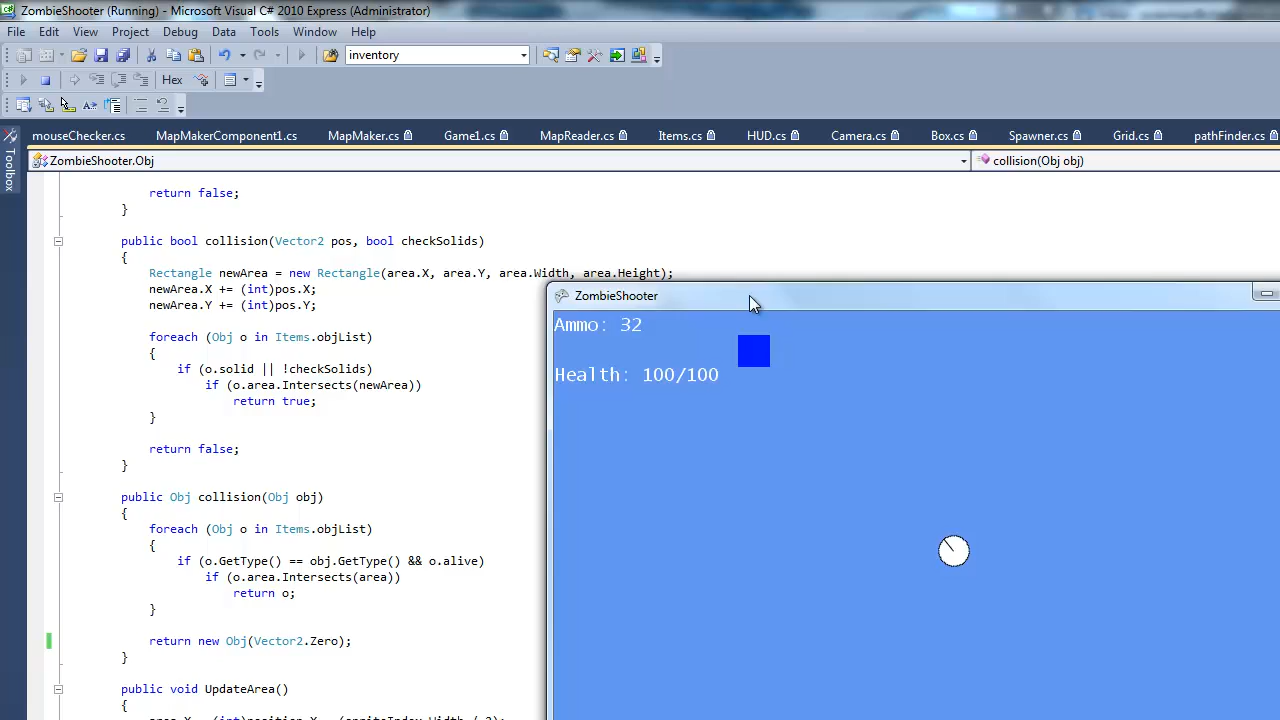 ZombieShooter (Running) - Microsoft Visual C# 2010 Express (Administrator)
File Edit View Project Debug Data Tools Window Help
inventory
Hex
mouseChecker.cs MapMakerComponent1.cs MapMaker.cs Game1.cs MapReader.cs Items.cs HUD.cs Camera.cs Box.cs Spawner.cs Grid.cs pathFinder.cs
Toolbox
ZombieShooter.Obj collision(Obj obj)
return false;
}
public bool collision(Vector2 pos, bool checkSolids)
{
Rectangle newArea = new Rectangle(area.X, area.Y, area.Width, area.Height);
newArea.X += (int)pos.X;
newArea.Y += (int)pos.Y;
foreach (Obj o in Items.objList)
{
if (o.solid || !checkSolids)
if (o.area.Intersects(newArea))
return true;
}
return false;
}
public Obj collision(Obj obj)
{
foreach (Obj o in Items.objList)
{
if (o.GetType() == obj.GetType() && o.alive)
if (o.area.Intersects(area))
return o;
}
return new Obj(Vector2.Zero);
}
public void UpdateArea()
{
ZombieShooter
Ammo: 32
Health: 100/100